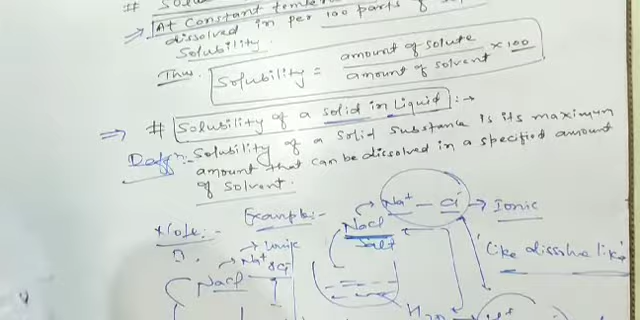 At Constant
dissolved in per 100 parts of
Solubility.
Thus. Solubility = amount of solute / amount of solvent × 100
⇒ # Solubility of a solid in Liquid :→
Defn:- Solubility of a solid substance is its maximum
amount that can be dissolved in a specified amount
of solvent.
Note:- Example:- Na+ — Cl → Ionic
NaCl
Salt
'like dissolve like'
→ Ionic
→ Na+
NaCl
H2O